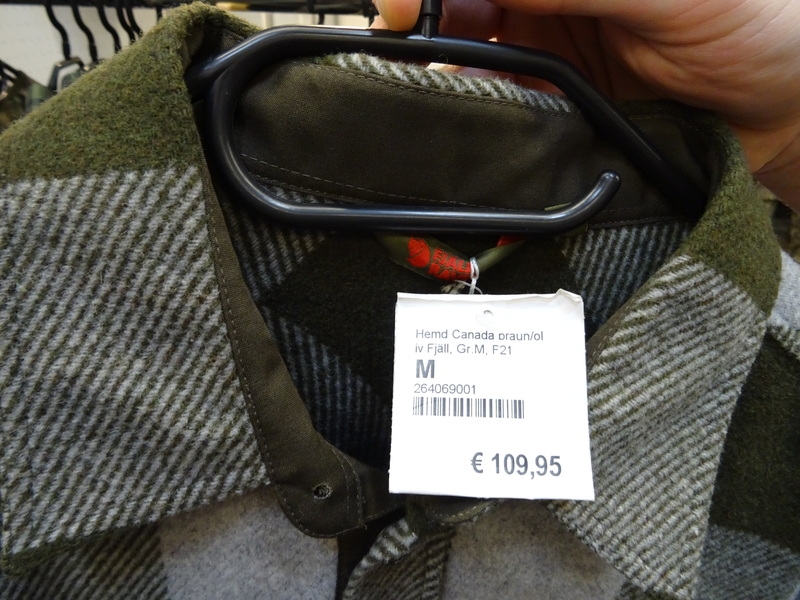 Hemd Canada braun/ol
iv Fjäll, Gr.M, F21
M
264069001
€ 109,95